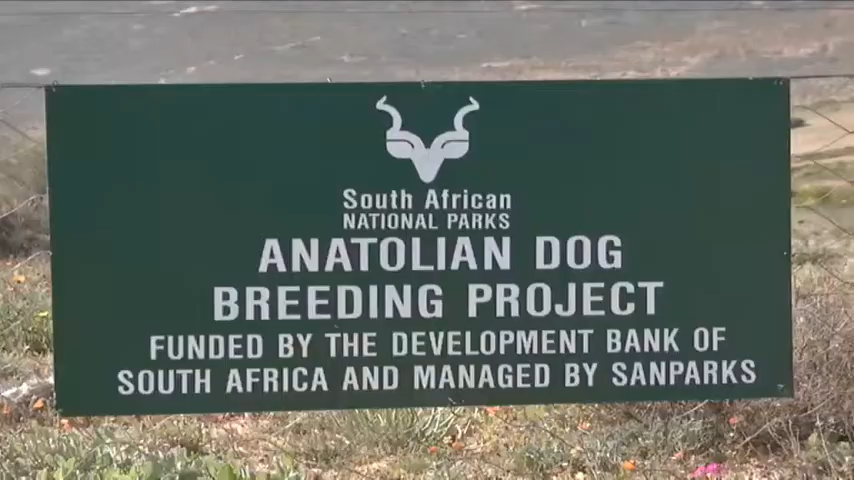 South African
NATIONAL PARKS
ANATOLIAN DOG
BREEDING PROJECT
FUNDED BY THE DEVELOPMENT BANK OF
SOUTH AFRICA AND MANAGED BY SANPARKS